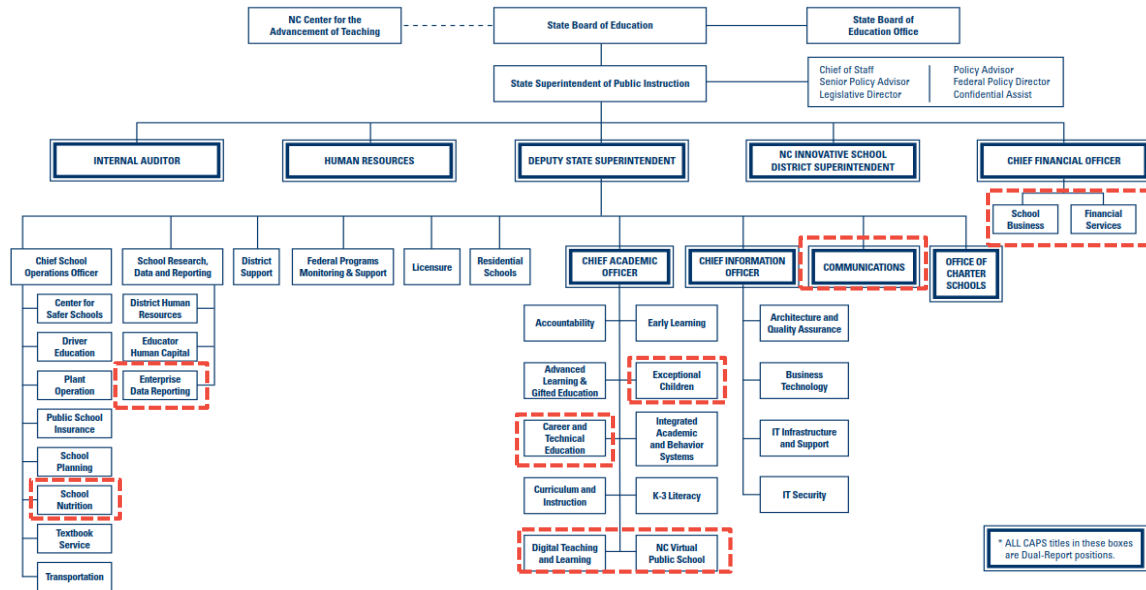 NC Center for the
Advancement of Teaching
State Board of Education
State Board of
Education Office
State Superintendent of Public Instruction
Chief of Staff
Senior Policy Advisor
Legislative Director
Policy Advisor
Federal Policy Director
Confidential Assist
INTERNAL AUDITOR
HUMAN RESOURCES
DEPUTY STATE SUPERINTENDENT
NC INNOVATIVE SCHOOL
DISTRICT SUPERINTENDENT
CHIEF FINANCIAL OFFICER
School
Business
Financial
Services
Chief School
Operations Officer
School Research,
Data and Reporting
District
Support
Federal Programs
Monitoring & Support
Licensure
Residential
Schools
CHIEF ACADEMIC
OFFICER
CHIEF INFORMATION
OFFICER
COMMUNICATIONS
OFFICE OF
CHARTER
SCHOOLS
Center for
Safer Schools
Driver
Education
Plant
Operation
Public School
Insurance
School
Planning
School
Nutrition
Textbook
Service
Transportation
District Human
Resources
Educator
Human Capital
Enterprise
Data Reporting
Accountability
Early Learning
Advanced
Learning &
Gifted Education
Exceptional
Children
Career and
Technical
Education
Integrated
Academic
and Behavior
Systems
Curriculum and
Instruction
K-3 Literacy
Digital Teaching
and Learning
NC Virtual
Public School
Architecture and
Quality Assurance
Business
Technology
IT Infrastructure
and Support
IT Security
* ALL CAPS titles in these boxes
are Dual-Report positions.